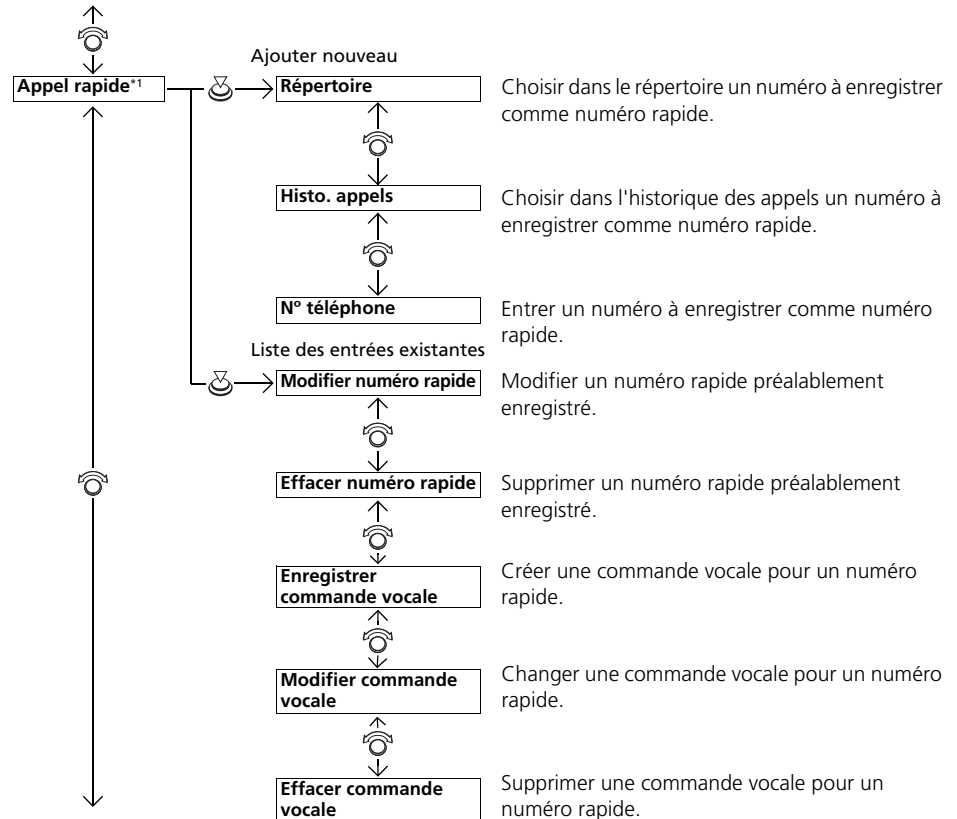 Ajouter nouveau
Appel rapide*1
Répertoire
Choisir dans le répertoire un numéro à enregistrer
comme numéro rapide.
Histo. appels
Choisir dans l'historique des appels un numéro à
enregistrer comme numéro rapide.
Nº téléphone
Entrer un numéro à enregistrer comme numéro
rapide.
Liste des entrées existantes
Modifier numéro rapide
Modifier un numéro rapide préalablement
enregistré.
Effacer numéro rapide
Supprimer un numéro rapide préalablement
enregistré.
Enregistrer
commande vocale
Créer une commande vocale pour un numéro
rapide.
Modifier commande
vocale
Changer une commande vocale pour un numéro
rapide.
Effacer commande
vocale
Supprimer une commande vocale pour un
numéro rapide.